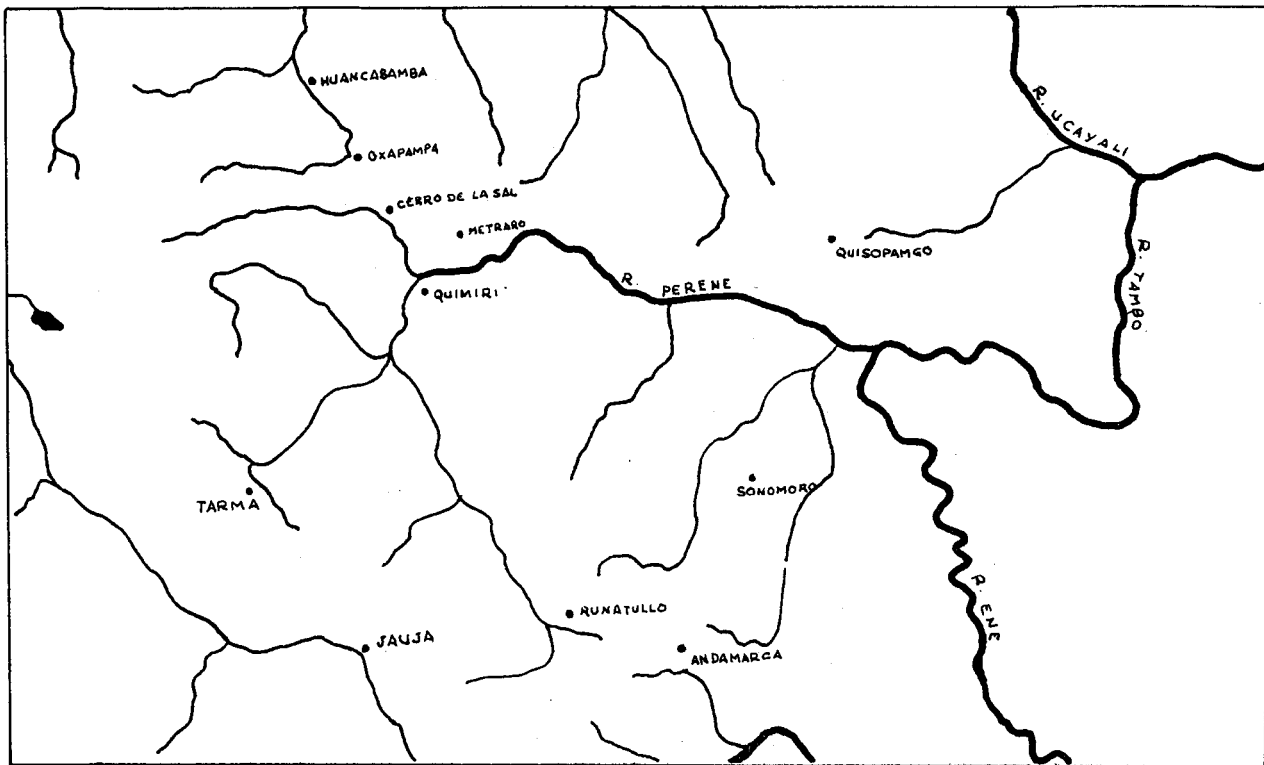 HUANCABAMBA
R. UCAYALI
OXAPAMPA
CERRO DE LA SAL
METRARO
QUISOPAMGO
R. TAMBO
QUIMIRI
R. PERENE
SONOMORO
TARMA
R. ENE
RUNATULLO
JAUJA
ANDAMARCA